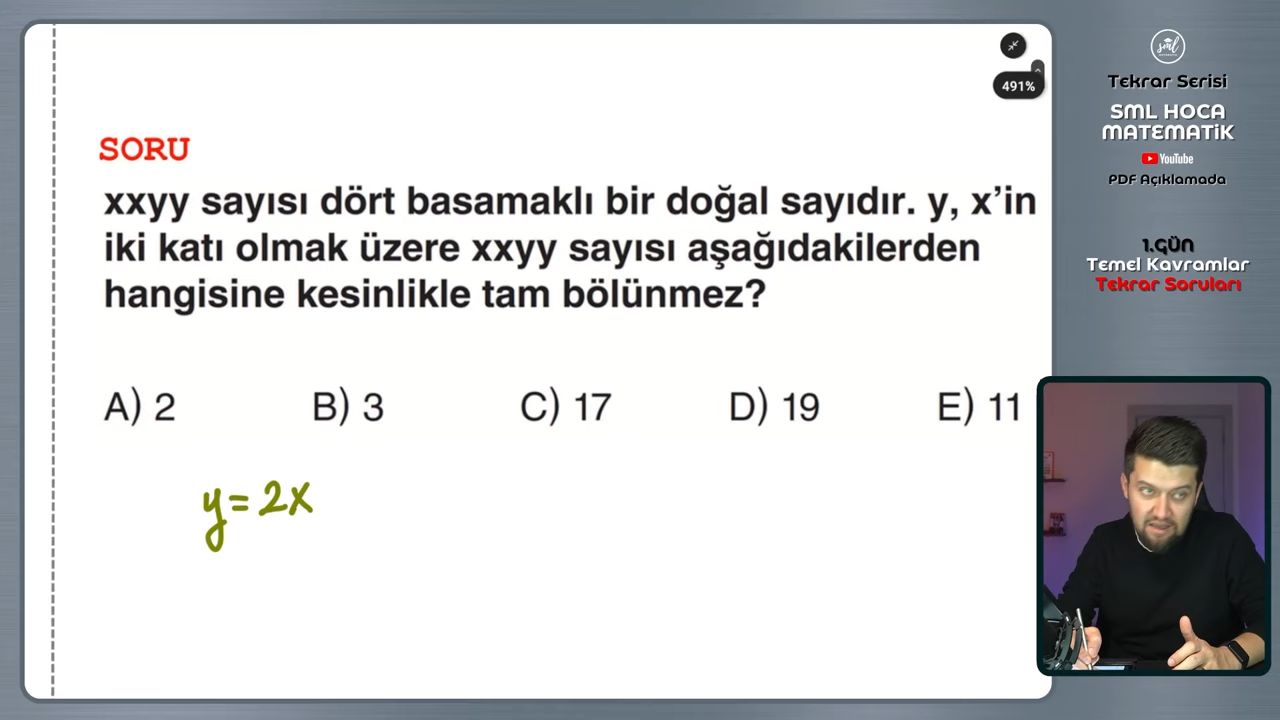 491%
SORU
xxyy sayısı dört basamaklı bir doğal sayıdır. y, x’in
iki katı olmak üzere xxyy sayısı aşağıdakilerden
hangisine kesinlikle tam bölünmez?
A) 2 B) 3 C) 17 D) 19 E) 11
y = 2x
sml
Tekrar Serisi
SML HOCA
MATEMATİK
YouTube
PDF Açıklamada
1.GÜN
Temel Kavramlar
Tekrar Soruları